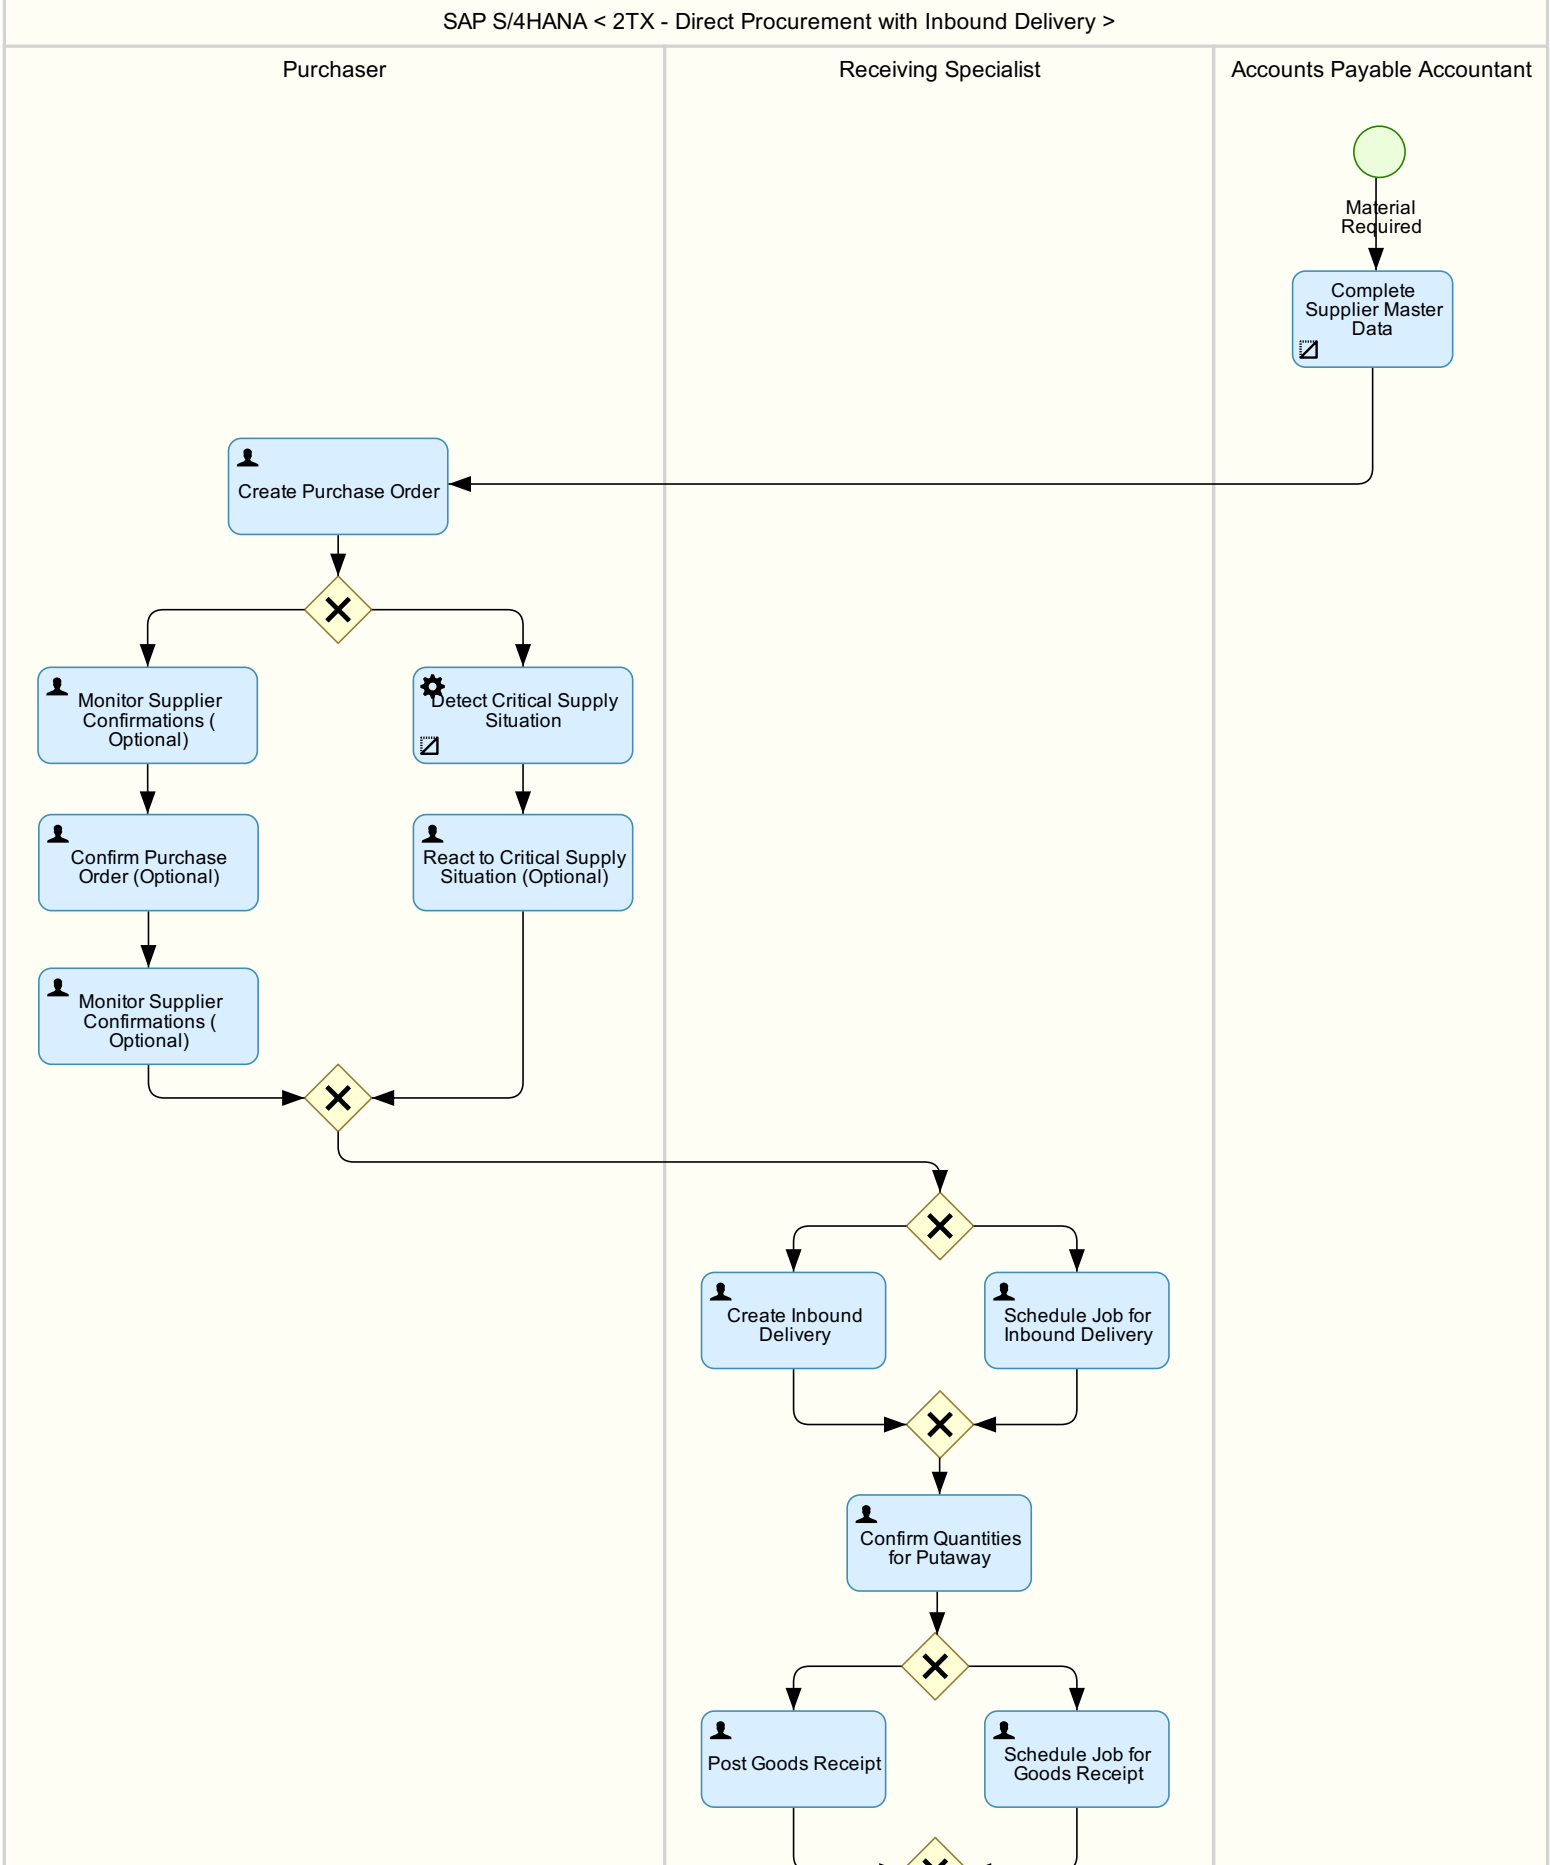 SAP S/4HANA < 2TX - Direct Procurement with Inbound Delivery >
Purchaser
Receiving Specialist
Accounts Payable Accountant
Material
Required
Complete
Supplier Master
Data
Create Purchase Order
Monitor Supplier
Confirmations (
Optional)
Detect Critical Supply
Situation
Confirm Purchase
Order (Optional)
React to Critical Supply
Situation (Optional)
Monitor Supplier
Confirmations (
Optional)
Create Inbound
Delivery
Schedule Job for
Inbound Delivery
Confirm Quantities
for Putaway
Post Goods Receipt
Schedule Job for
Goods Receipt